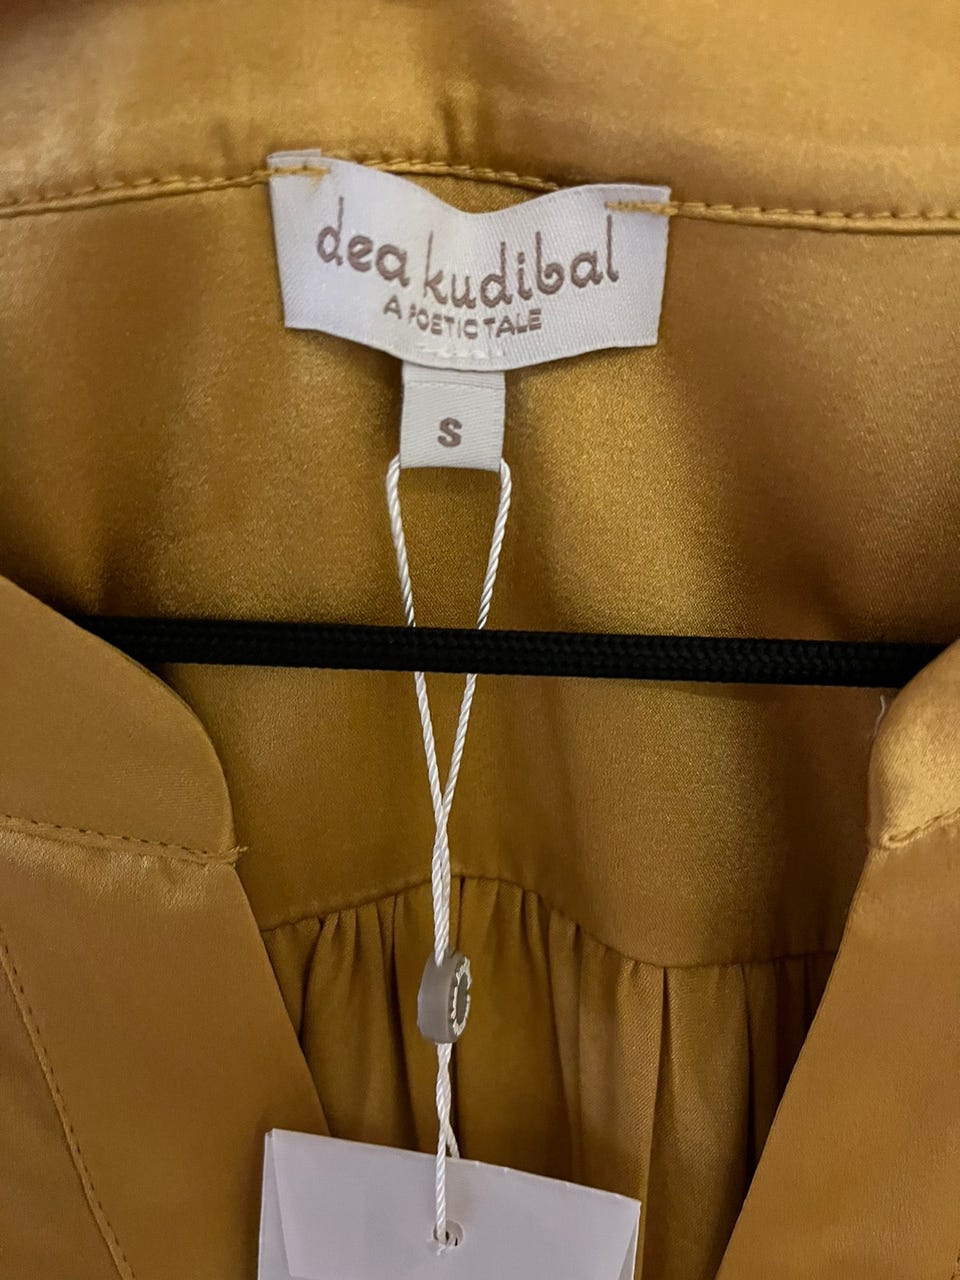 dea kudibal
A POETIC TALE
S